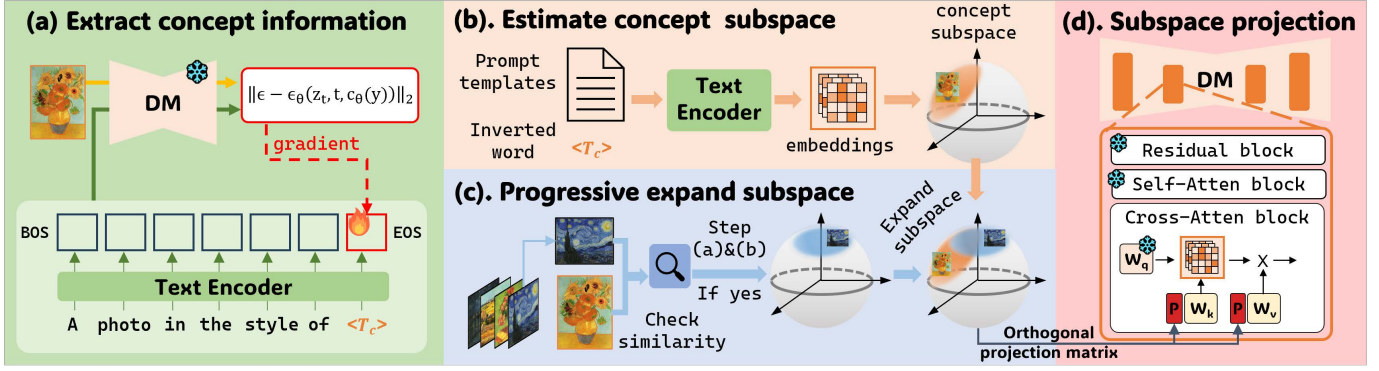 (a) Extract concept information
DM
‖ϵ − ϵθ(zt, t, cθ(y))‖2
gradient
BOS
EOS
Text Encoder
A photo in the style of <Tc>
(b). Estimate concept subspace
Prompt
templates
Inverted
word
<Tc>
Text
Encoder
embeddings
concept
subspace
(c). Progressive expand subspace
Check
similarity
Step
(a)&(b)
If yes
Expand
subspace
Orthogonal
projection matrix
(d). Subspace projection
DM
Residual block
Self-Atten block
Cross-Atten block
Wq
X
P
Wk
P
Wv